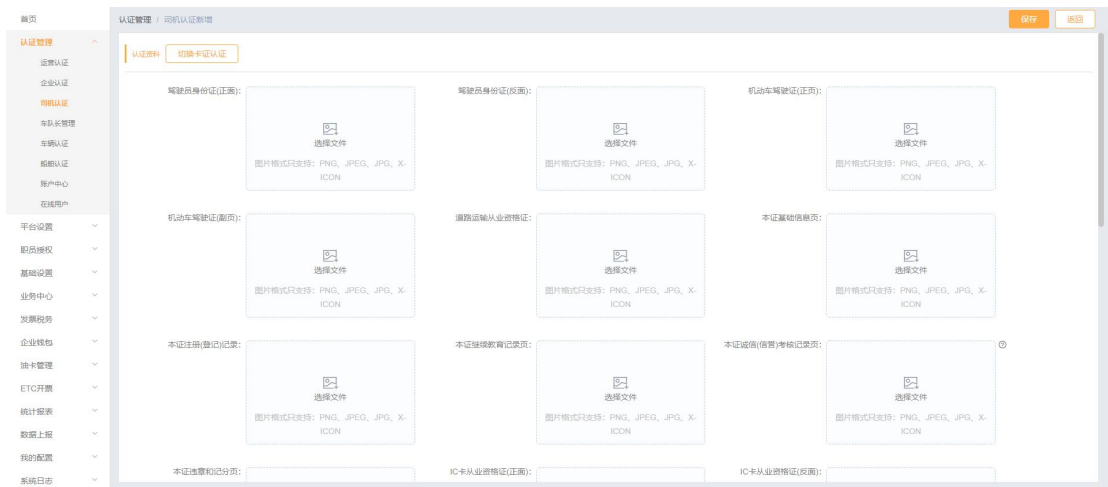 首页
认证管理
运营认证
企业认证
司机认证
车队长管理
车辆认证
船舶认证
账户中心
在线用户
平台设置
职员授权
基础设置
业务中心
发票税务
企业钱包
油卡管理
ETC开票
统计报表
数据上报
我的配置
系统日志
认证管理 / 司机认证新增
保存 返回
认证资料 切换卡证认证
驾驶员身份证(正面): 驾驶员身份证(反面): 机动车驾驶证(正页):
选择文件 选择文件 选择文件
图片格式只支持: PNG、JPEG、JPG、X- 图片格式只支持: PNG、JPEG、JPG、X- 图片格式只支持: PNG、JPEG、JPG、X-
ICON ICON ICON
机动车驾驶证(副页): 道路运输从业资格证: 本证基础信息页:
选择文件 选择文件 选择文件
图片格式只支持: PNG、JPEG、JPG、X- 图片格式只支持: PNG、JPEG、JPG、X- 图片格式只支持: PNG、JPEG、JPG、X-
ICON ICON ICON
本证注册(登记)记录: 本证继续教育记录页: 本证诚信(信誉)考核记录页:
选择文件 选择文件 选择文件
图片格式只支持: PNG、JPEG、JPG、X- 图片格式只支持: PNG、JPEG、JPG、X- 图片格式只支持: PNG、JPEG、JPG、X-
ICON ICON ICON
本证违章和记分页: IC卡从业资格证(正面): IC卡从业资格证(反面):